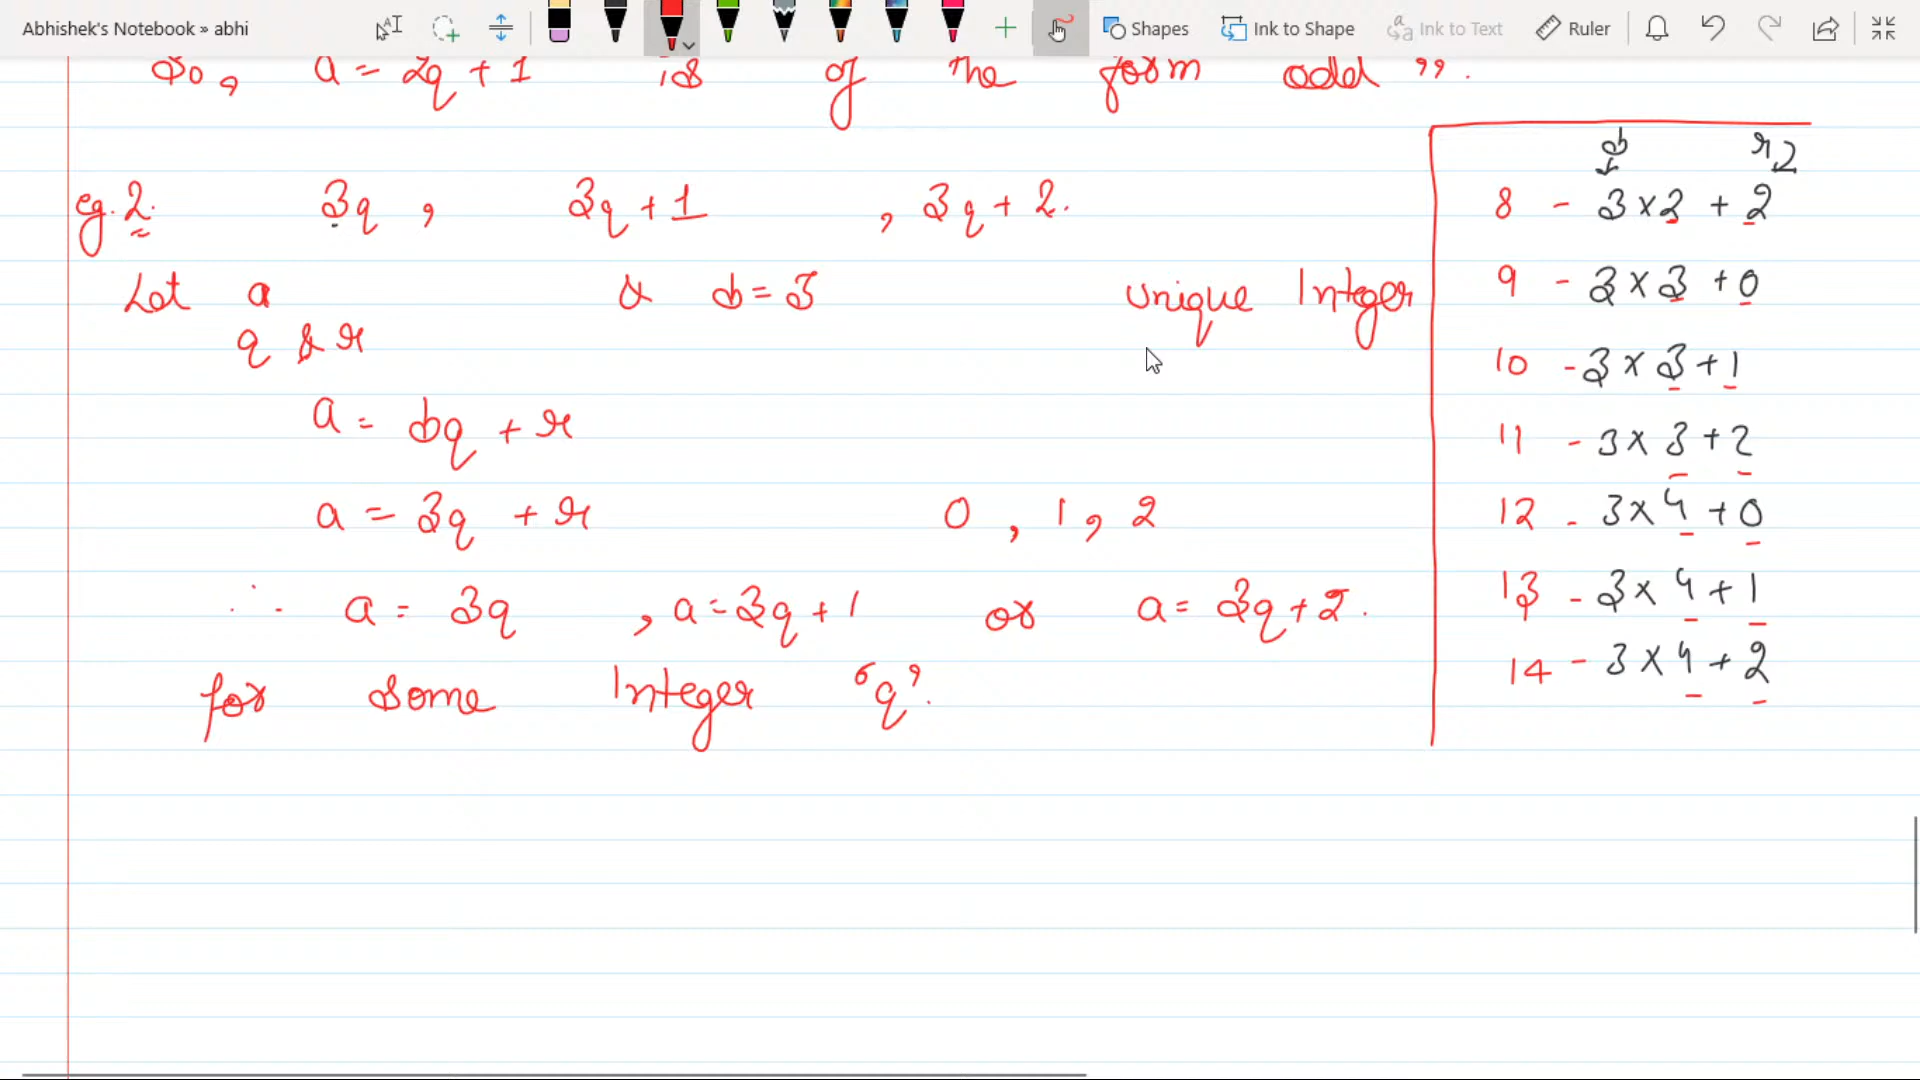 Abhishek's Notebook » abhi
Shapes Ink to Shape Ink to Text Ruler
So, a = 2q + 1 is of the form odd ”.
eg. 2. 3q, 3q + 1, 3q + 2.
Let a & b = 3 unique Integer
q & r
a = bq + r
a = 3q + r 0, 1, 2
∴ a = 3q, a = 3q + 1 or a = 3q + 2.
for some Integer ‘q’.
b r
8 - 3 × 2 + 2
9 - 3 × 3 + 0
10 - 3 × 3 + 1
11 - 3 × 3 + 2
12 - 3 × 4 + 0
13 - 3 × 4 + 1
14 - 3 × 4 + 2